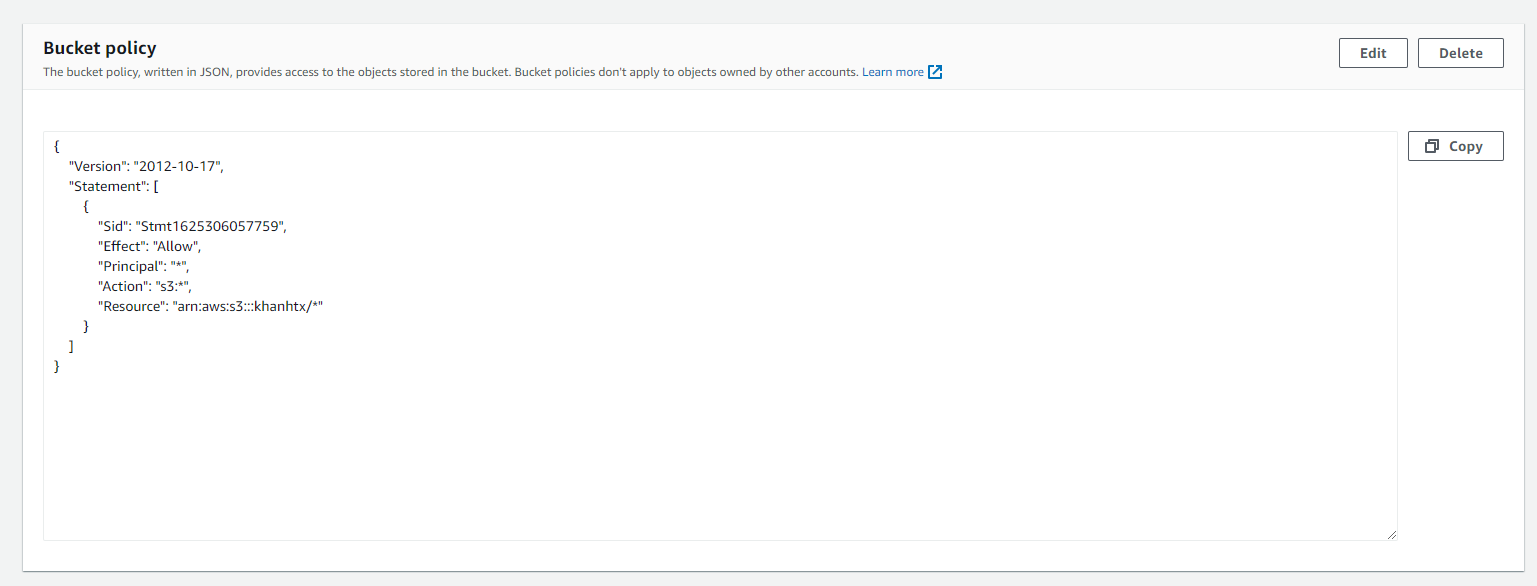 Bucket policy
Edit
Delete
The bucket policy, written in JSON, provides access to the objects stored in the bucket. Bucket policies don't apply to objects owned by other accounts. Learn more
Copy
{
    "Version": "2012-10-17",
    "Statement": [
        {
            "Sid": "Stmt1625306057759",
            "Effect": "Allow",
            "Principal": "*",
            "Action": "s3:*",
            "Resource": "arn:aws:s3:::khanhtx/*"
        }
    ]
}